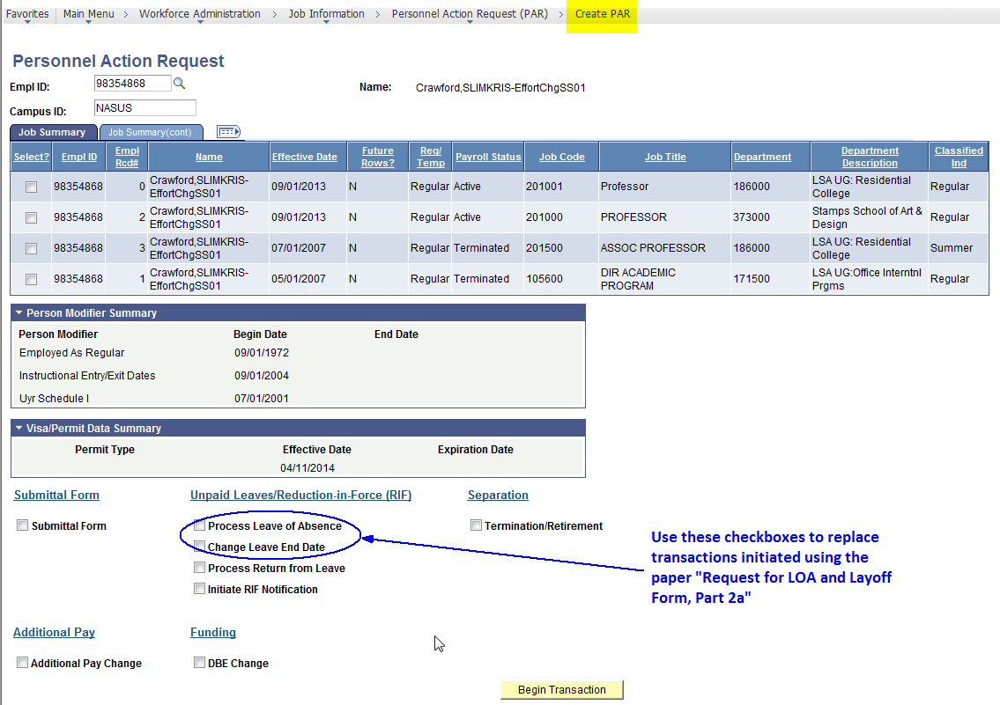 Favorites Main Menu > Workforce Administration > Job Information > Personnel Action Request (PAR) > Create PAR
Personnel Action Request
Empl ID: 98354868 Name: Crawford,SLIMKRIS-EffortChgSS01
Campus ID: NASUS
Job Summary Job Summary(cont)
Select? Empl ID Empl Rcd# Name Effective Date Future Rows? Reg/ Temp Payroll Status Job Code Job Title Department Department Description Classified Ind
98354868 0 Crawford,SLIMKRIS-EffortChgSS01 09/01/2013 N Regular Active 201001 Professor 186000 LSA UG: Residential College Regular
98354868 2 Crawford,SLIMKRIS-EffortChgSS01 09/01/2013 N Regular Active 201000 PROFESSOR 373000 Stamps School of Art & Design Regular
98354868 3 Crawford,SLIMKRIS-EffortChgSS01 07/01/2007 N Regular Terminated 201500 ASSOC PROFESSOR 186000 LSA UG: Residential College Summer
98354868 1 Crawford,SLIMKRIS-EffortChgSS01 05/01/2007 N Regular Terminated 105600 DIR ACADEMIC PROGRAM 171500 LSA UG:Office Interntnl Prgms Regular
Person Modifier Summary
Person Modifier Begin Date End Date
Employed As Regular 09/01/1972
Instructional Entry/Exit Dates 09/01/2004
Uyr Schedule I 07/01/2001
Visa/Permit Data Summary
Permit Type Effective Date Expiration Date
04/11/2014
Submittal Form Unpaid Leaves/Reduction-in-Force (RIF) Separation
Submittal Form Process Leave of Absence Termination/Retirement
Change Leave End Date
Process Return from Leave
Initiate RIF Notification
Use these checkboxes to replace
transactions initiated using the
paper "Request for LOA and Layoff
Form, Part 2a"
Additional Pay Funding
Additional Pay Change DBE Change
Begin Transaction